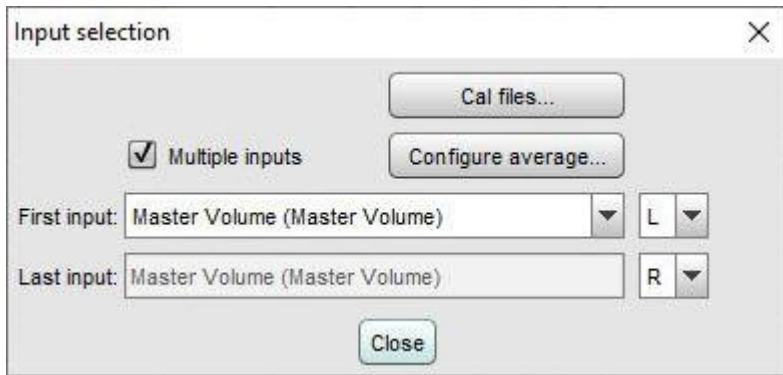 Input selection
Cal files...
Multiple inputs
Configure average...
First input: Master Volume (Master Volume) L
Last input: Master Volume (Master Volume) R
Close